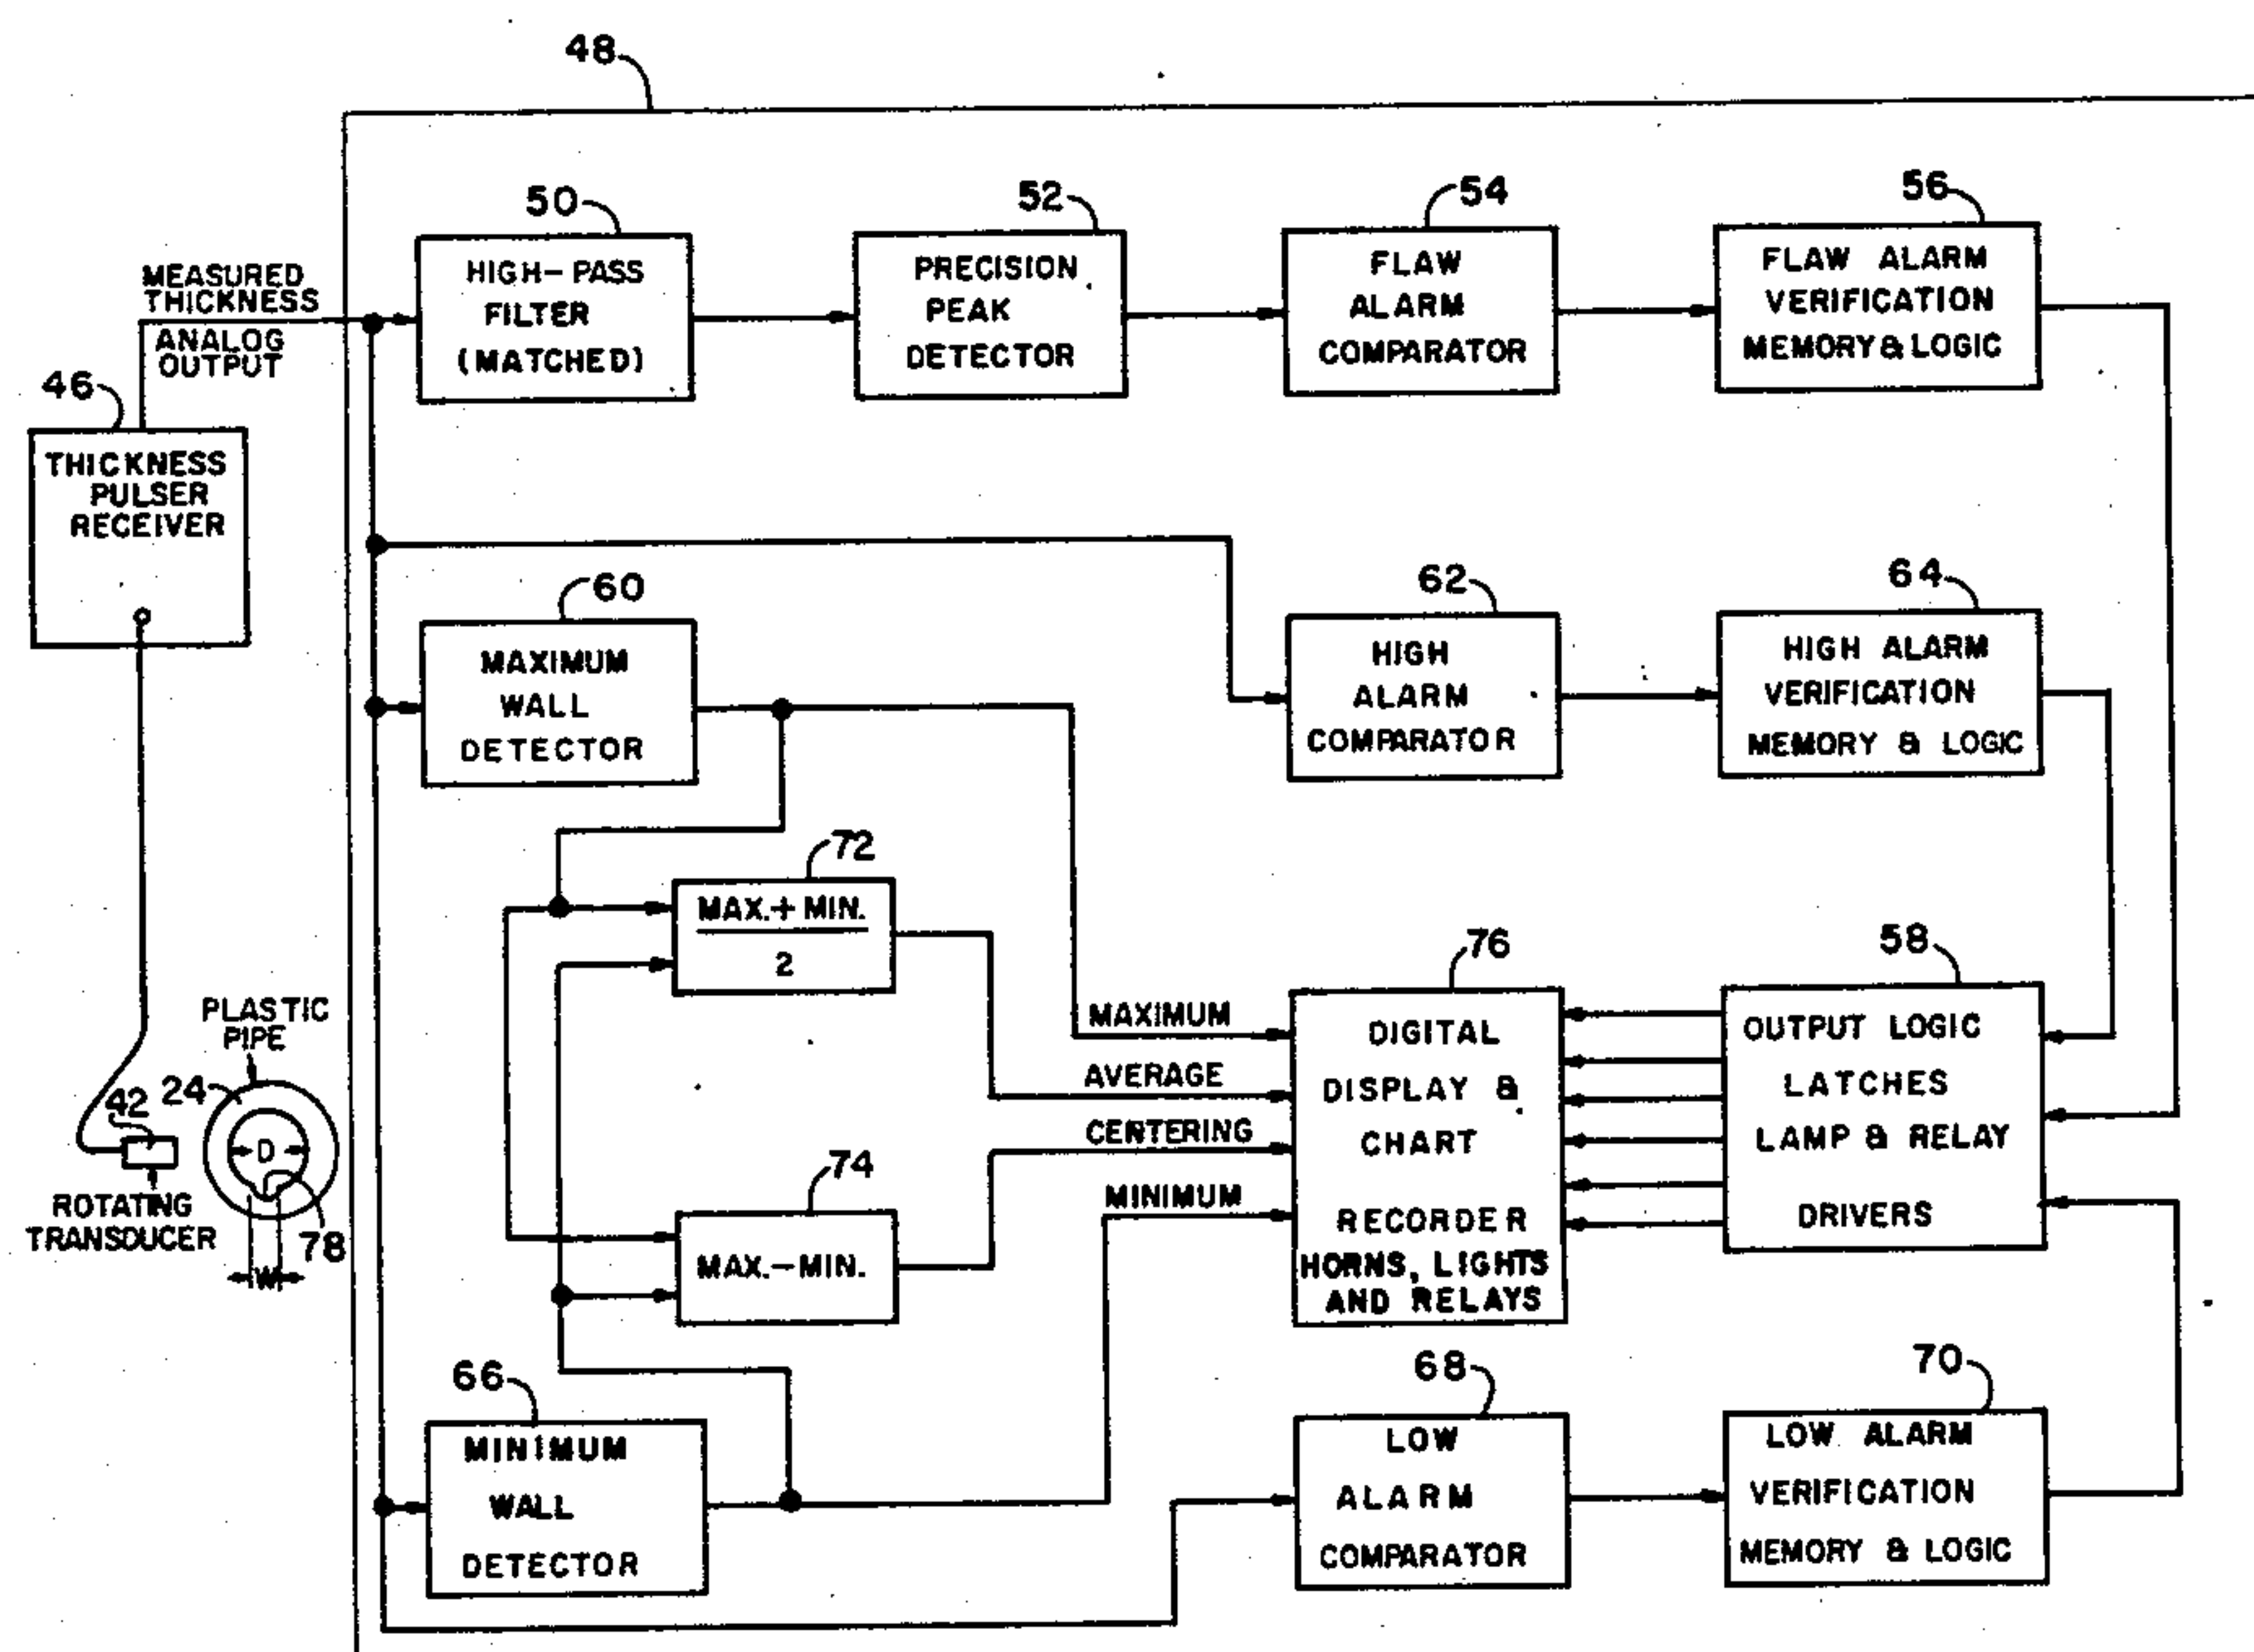 48
50
52
54
56
MEASURED
THICKNESS
ANALOG
OUTPUT
HIGH-PASS
FILTER
(MATCHED)
PRECISION
PEAK
DETECTOR
FLAW
ALARM
COMPARATOR
FLAW ALARM
VERIFICATION
MEMORY & LOGIC
46
THICKNESS
PULSER
RECEIVER
60
62
64
MAXIMUM
WALL
DETECTOR
HIGH
ALARM
COMPARATOR
HIGH ALARM
VERIFICATION
MEMORY & LOGIC
72
MAX.+ MIN.
2
76
58
MAXIMUM
AVERAGE
CENTERING
MINIMUM
DIGITAL
DISPLAY &
CHART
RECORDER
HORNS, LIGHTS
AND RELAYS
OUTPUT LOGIC
LATCHES
LAMP & RELAY
DRIVERS
PLASTIC
PIPE
42
24
D
ROTATING
TRANSDUCER
78
W
74
MAX.-MIN.
66
68
70
MINIMUM
WALL
DETECTOR
LOW
ALARM
COMPARATOR
LOW ALARM
VERIFICATION
MEMORY & LOGIC